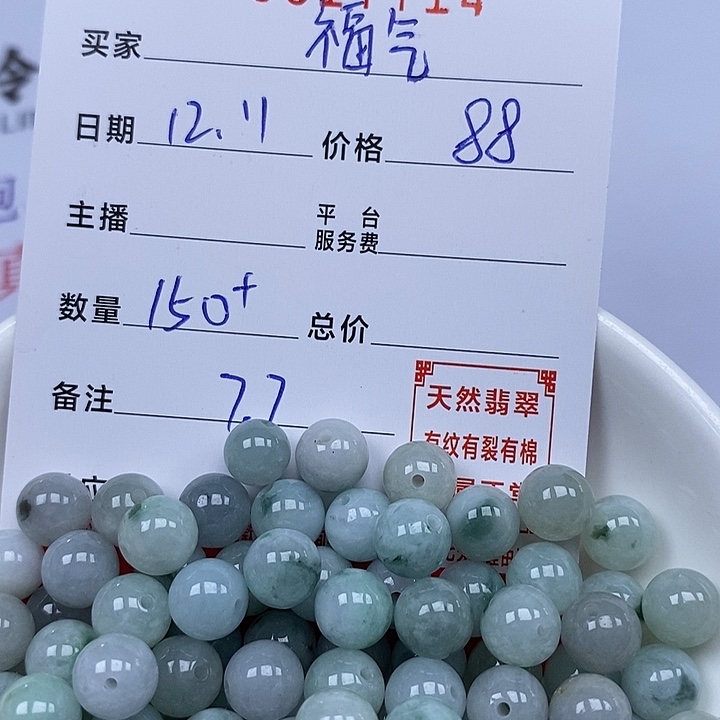 买家 福气
日期 12.11 价格 88
主播 平台服务费
数量 150+ 总价
备注 7.7
天然翡翠
有纹有裂有棉